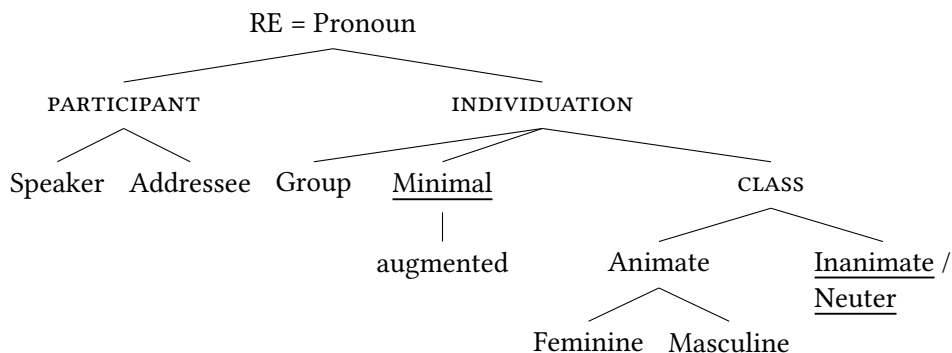 RE = Pronoun
PARTICIPANT INDIVIDUATION
Speaker Addressee Group Minimal CLASS
augmented Animate Inanimate /
Neuter
Feminine Masculine